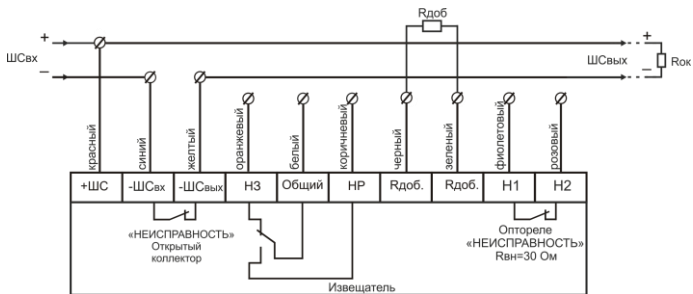 Rдоб
+
ШСвх
–
+
ШСвых
–
Rок
красный
синий
желтый
оранжевый
белый
коричневый
черный
зеленый
фиолетовый
розовый
+ШС
-ШСвх
-ШСвых
НЗ
Общий
НР
Rдоб.
Rдоб.
Н1
Н2
«НЕИСПРАВНОСТЬ»
Открытый
коллектор
Оптореле
«НЕИСПРАВНОСТЬ»
Rвн=30 Ом
Извещатель